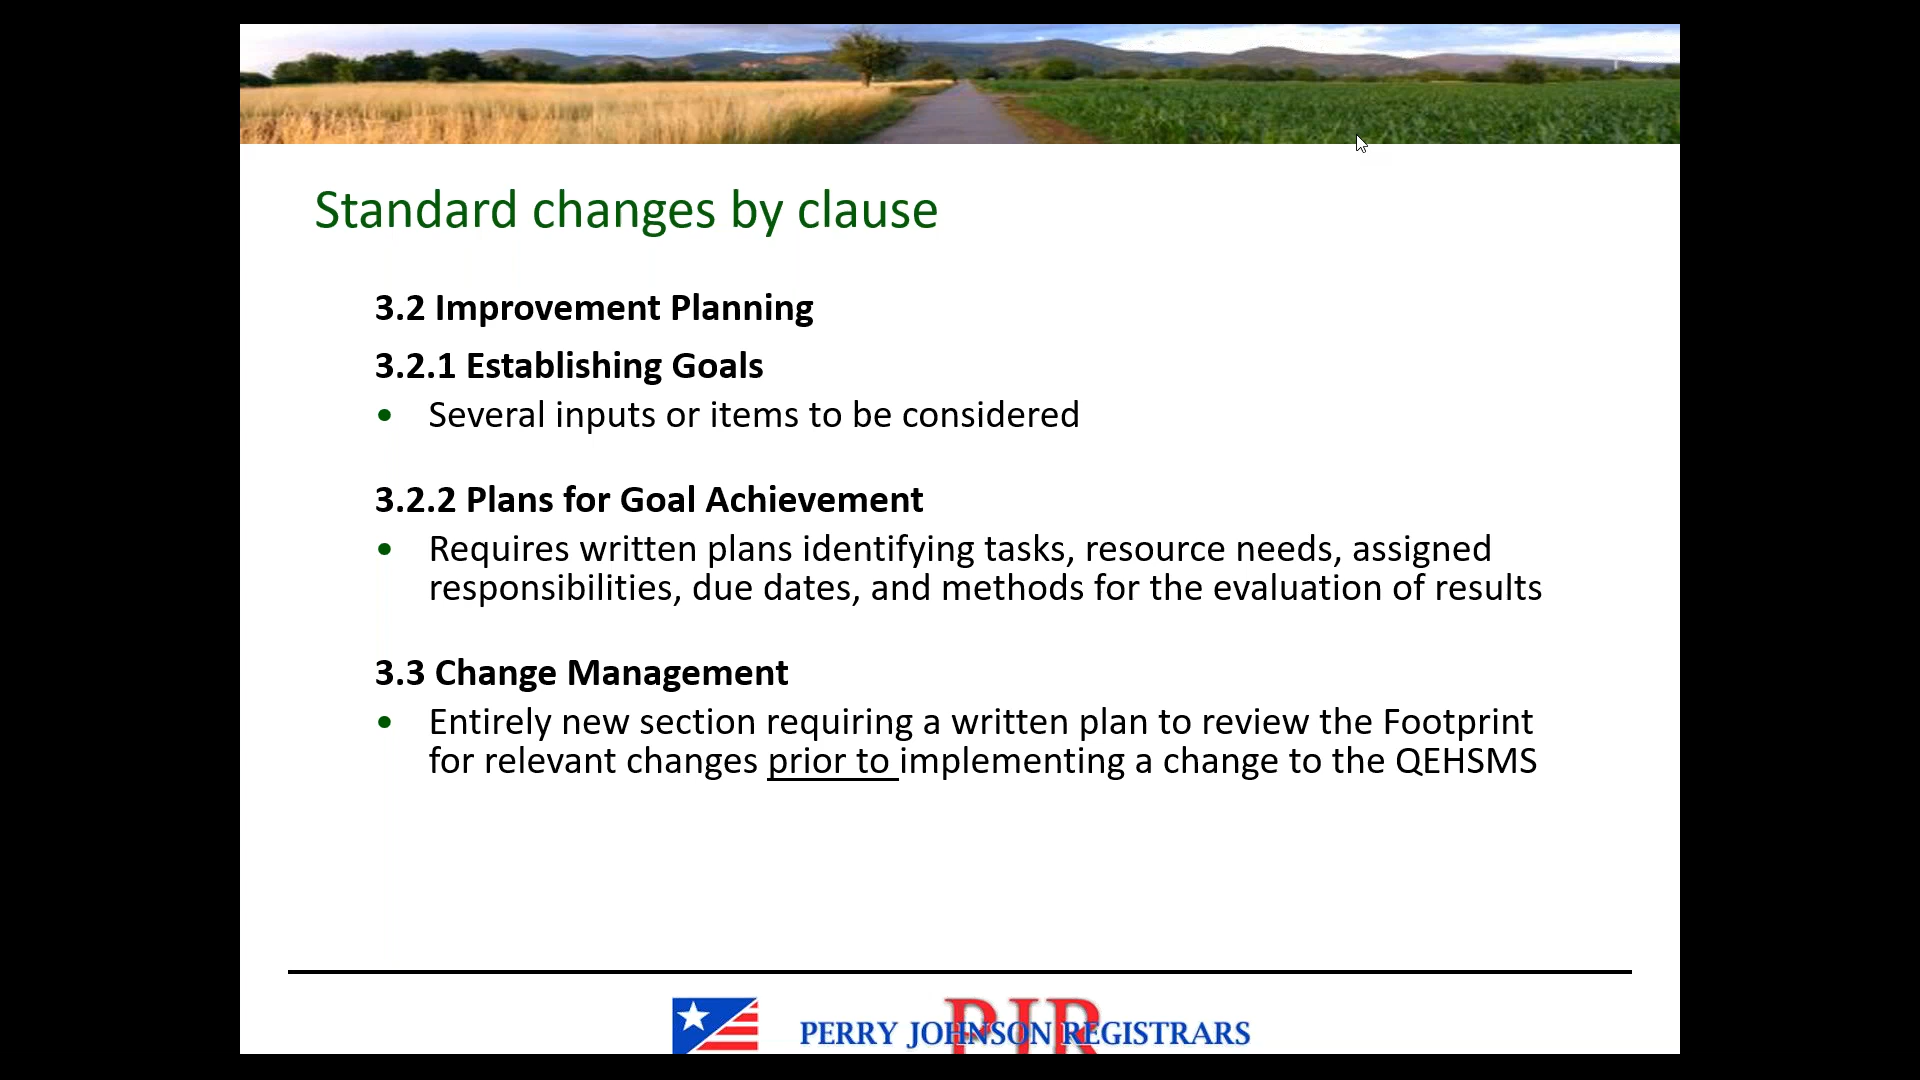 Standard changes by clause
3.2 Improvement Planning
3.2.1 Establishing Goals
• Several inputs or items to be considered
3.2.2 Plans for Goal Achievement
• Requires written plans identifying tasks, resource needs, assigned
responsibilities, due dates, and methods for the evaluation of results
3.3 Change Management
• Entirely new section requiring a written plan to review the Footprint
for relevant changes prior to implementing a change to the QEHSMS
PJR
PERRY JOHNSON REGISTRARS